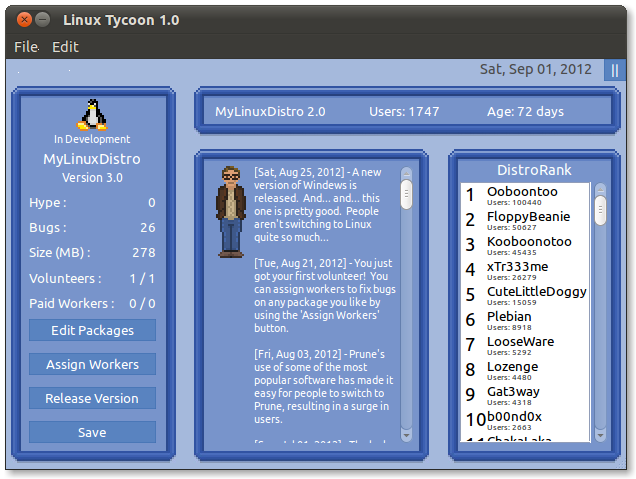 Linux Tycoon 1.0
File Edit
Sat, Sep 01, 2012
In Development
MyLinuxDistro
Version 3.0
Hype : 0
Bugs : 26
Size (MB) : 278
Volunteers : 1 / 1
Paid Workers : 0 / 0
Edit Packages
Assign Workers
Release Version
Save
MyLinuxDistro 2.0 Users: 1747 Age: 72 days
[Sat, Aug 25, 2012] - A new
version of Windews is
released. And... and... this
one is pretty good. People
aren't switching to Linux
quite so much...
[Tue, Aug 21, 2012] - You just
got your first volunteer! You
can assign workers to fix bugs
on any package you like by
using the 'Assign Workers'
button.
[Fri, Aug 03, 2012] - Prune's
use of some of the most
popular software has made it
easy for people to switch to
Prune, resulting in a surge in
users.
DistroRank
1 Ooboontoo
Users: 100440
2 FloppyBeanie
Users: 50627
3 Kooboonotoo
Users: 45435
4 xTr333me
Users: 26279
5 CuteLittleDoggy
Users: 15059
6 Plebian
Users: 8918
7 LooseWare
Users: 5292
8 Lozenge
Users: 4480
9 Gat3way
Users: 4318
10 b00nd0x
Users: 2663